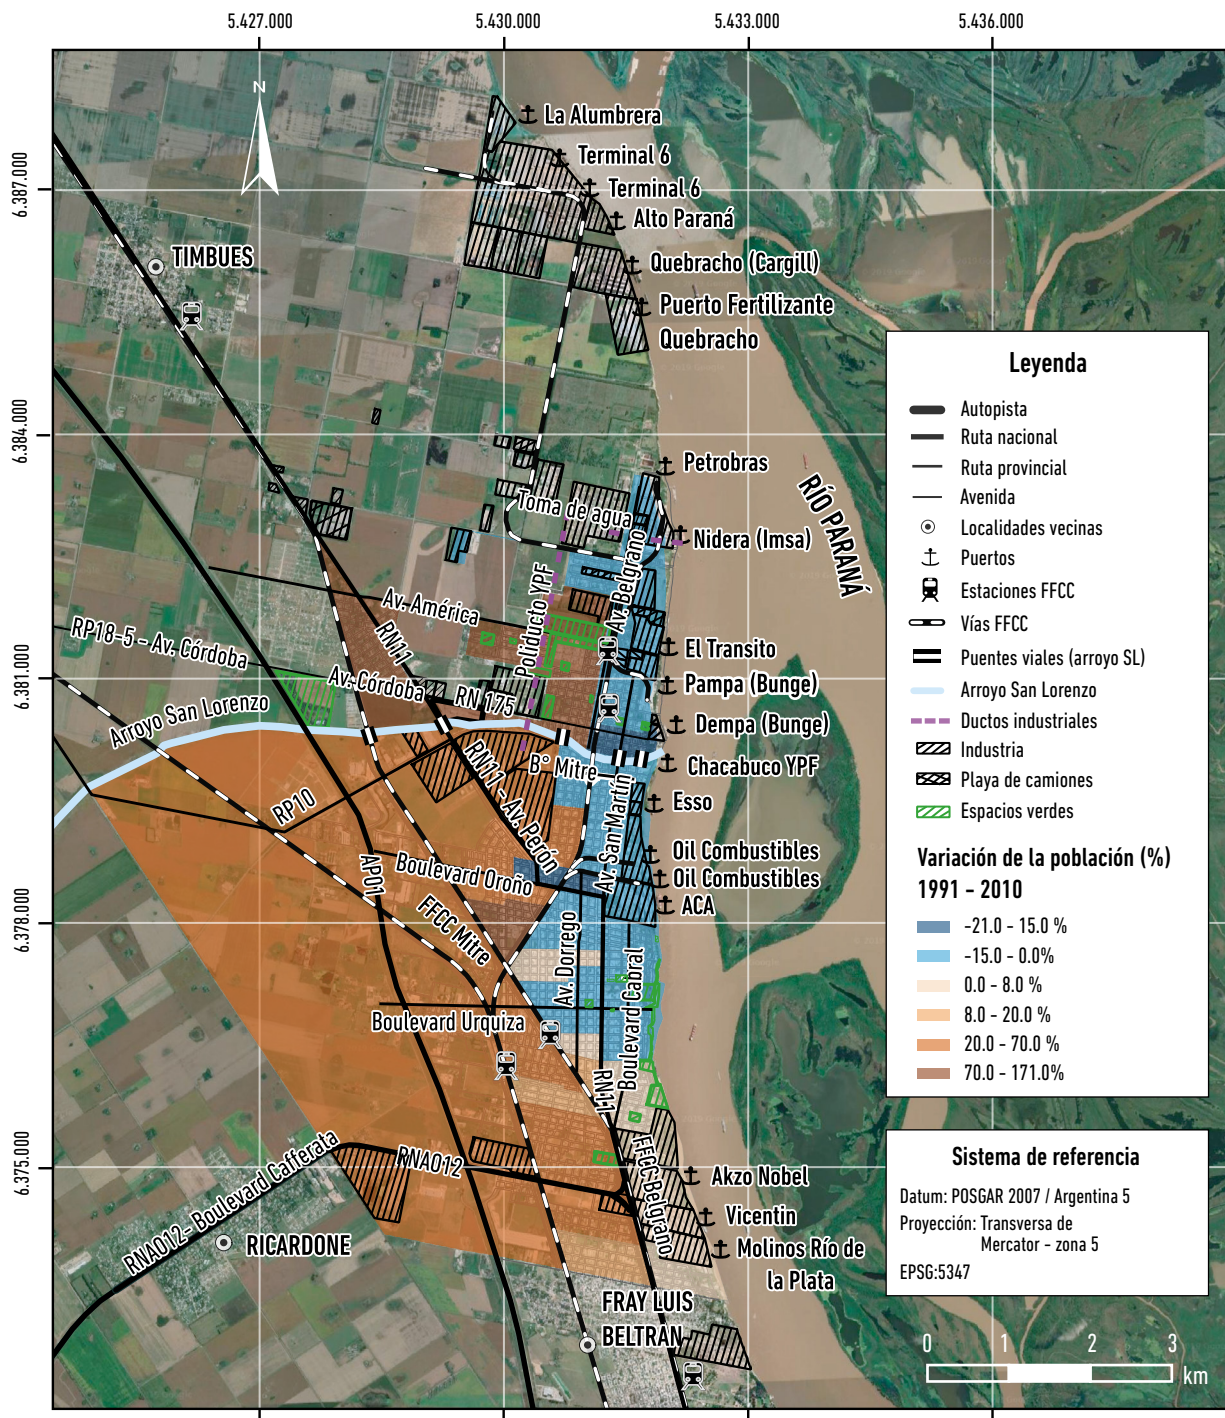 5.427.000
5.430.000
5.433.000
5.436.000
6.387.000
6.384.000
6.381.000
6.378.000
6.375.000
N
La Alumbrera
Terminal 6
Terminal 6
Alto Paraná
TIMBUES
Quebracho (Cargill)
Puerto Fertilizante
Quebracho
Petrobras
Toma de agua
Nidera (Imsa)
RÍO PARANÁ
Av. Belgrano
Poliducto YPF
Av. América
RN11
RP18-5 - Av. Córdoba
El Transito
Av. Córdoba
RN 175
Pampa (Bunge)
Arroyo San Lorenzo
Dempa (Bunge)
B° Mitre
Chacabuco YPF
RN11 - Av. Perón
RP10
Av. San Martín
Esso
Oil Combustibles
Oil Combustibles
AP01
Boulevard Oroño
ACA
FFCC Mitre
Av. Dorrego
Boulevard Cabral
Boulevard Urquiza
RN11
FFCC Belgrano
RNA012
RNA012- Boulevard Cafferata
Akzo Nobel
Vicentin
RICARDONE
Molinos Río de
la Plata
FRAY LUIS
BELTRÁN
Leyenda
Autopista
Ruta nacional
Ruta provincial
Avenida
Localidades vecinas
Puertos
Estaciones FFCC
Vías FFCC
Puentes viales (arroyo SL)
Arroyo San Lorenzo
Ductos industriales
Industria
Playa de camiones
Espacios verdes
Variación de la población (%)
1991 - 2010
-21.0 - 15.0 %
-15.0 - 0.0%
0.0 - 8.0 %
8.0 - 20.0 %
20.0 - 70.0 %
70.0 - 171.0%
Sistema de referencia
Datum: POSGAR 2007 / Argentina 5
Proyección: Transversa de
Mercator - zona 5
EPSG:5347
0 1 2 3
km